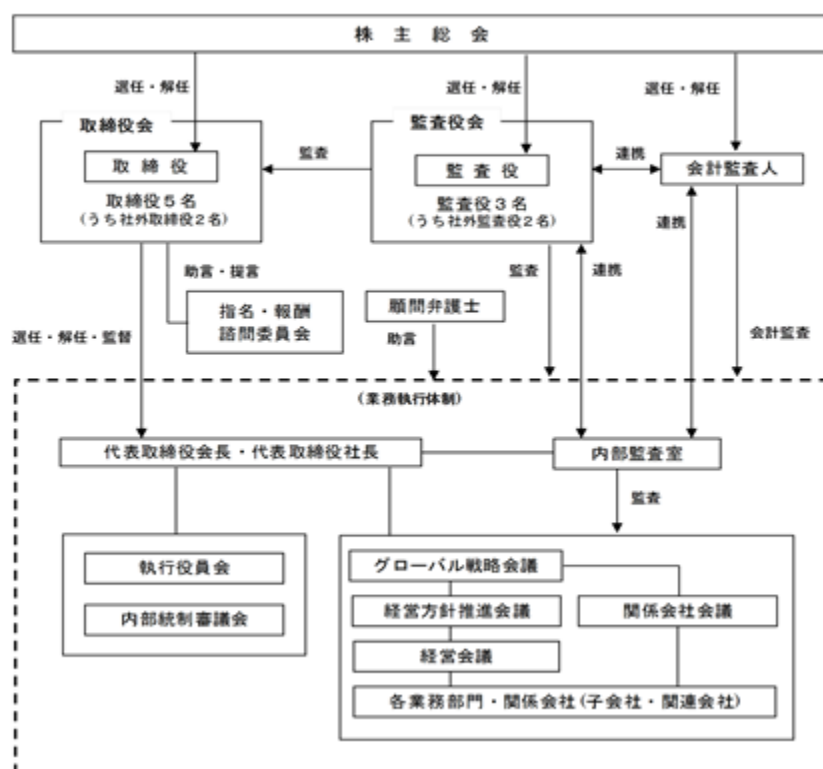 株主総会
選任・解任
選任・解任
選任・解任
取締役会
監査役会
取締役
監査
監査役
連携
会計監査人
取締役5名
(うち社外取締役2名)
監査役3名
(うち社外監査役2名)
連携
助言・提言
監査
連携
指名・報酬
諮問委員会
顧問弁護士
選任・解任・監督
助言
会計監査
(業務執行体制)
代表取締役会長・代表取締役社長
内部監査室
監査
執行役員会
グローバル戦略会議
内部統制審議会
経営方針推進会議
関係会社会議
経営会議
各業務部門・関係会社(子会社・関連会社)